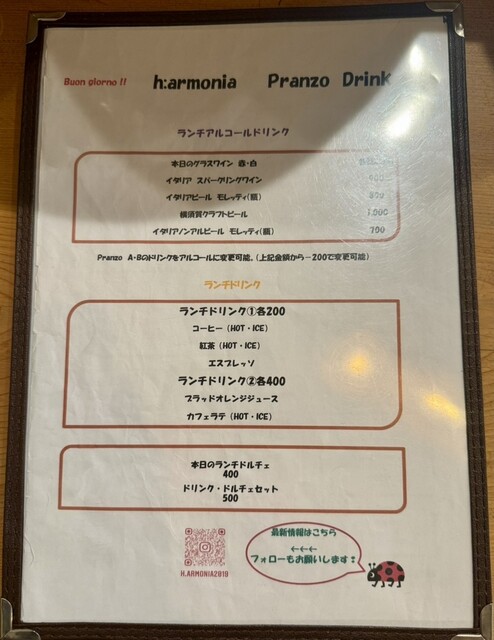 Buon giorno !! h:armonia Pranzo Drink
ランチアルコールドリンク
本日のグラスワイン 赤・白
イタリア スパークリングワイン
イタリアビール モレッティ(瓶)
横須賀クラフトビール 1,000
イタリアノンアルビール モレッティ(瓶) 700
Pranzo A・Bのドリンクをアルコールに変更可能。(上記金額から－200で変更可能)
ランチドリンク
ランチドリンク①各200
コーヒー(HOT・ICE)
紅茶(HOT・ICE)
エスプレッソ
ランチドリンク②各400
ブラッドオレンジジュース
カフェラテ(HOT・ICE)
本日のランチドルチェ
400
ドリンク・ドルチェセット
500
最新情報はこちら
←←←
フォローもお願いします！
H.ARMONIA2019